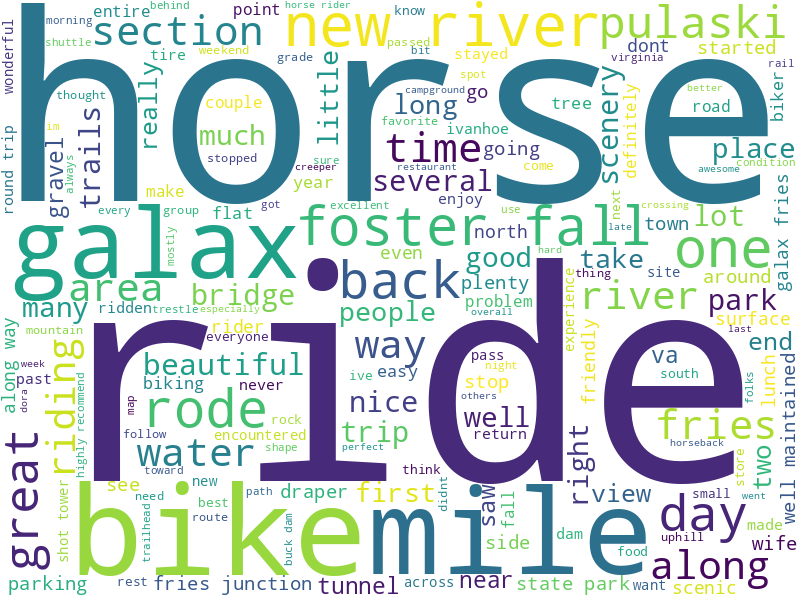 horse
ride
galax
bike
mile
new river
pulaski
section
foster fall
river
one
back
time
several
scenery
place
started
dont
point
entire
behind
horse rider
morning
shuttle
weekend
grade
passed
bit
know
stayed
spot
virginia
rail
better
biker
road
tree
definitely
wonderful
round trip
tire
really
little
thought
im
couple
much
stopped
creeper
restaurant
campground
favorite
long
go
ivanhoe
going
gravel
trails
always
make
every
group
got
sure
year
flat
mostly
excellent
enjoy
use
come
next
late
crossing
awesome
condition
lot
town
north
even
good
plenty
problem
take
site
around
park
galax fries
area
bridge
many
ridden
trestle
especially
rider
people
way
experience
thing
hard
overall
surface
va
end
last
mountain
along way
past
week
dora
map
everyone
beautiful
biking
never
ive
easy
nice
pass
night
stop
others
friendly
south
folks
lunch
well maintained
riding
highly recommend
rode
rock
encountered
shape
follow
toward
water
trip
perfect
think
well
return
right
fries
horseback
store
two
great
shot tower
see
need
new
best
path
route
trailhead
buck dam
draper
first
didnt
saw
fall
view
side
dam
food
day
small
went
made
uphill
wife
along
scenic
parking
rest
fries junction
tunnel
across
near
state park
want